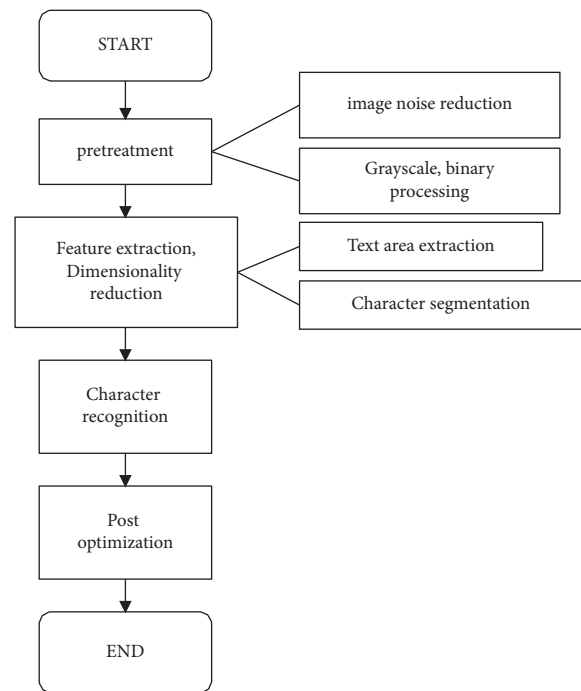 START
pretreatment
image noise reduction
Grayscale, binary
processing
Feature extraction,
Dimensionality
reduction
Text area extraction
Character segmentation
Character
recognition
Post
optimization
END